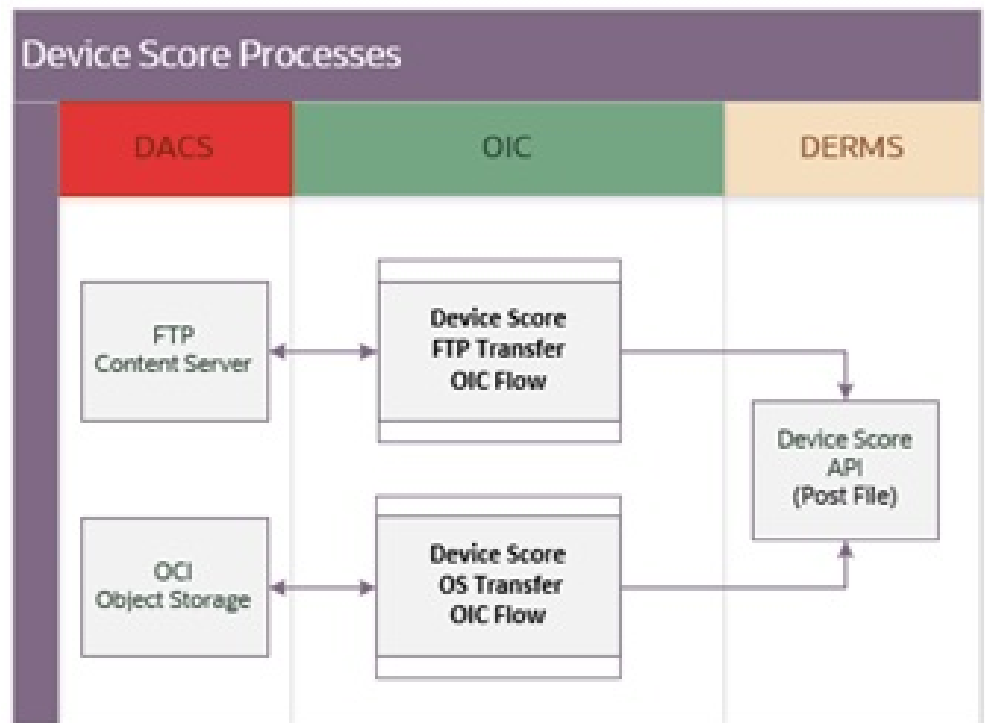 Device Score Processes
DACS
OIC
DERMS
FTP
Content Server
Device Score
FTP Transfer
OIC Flow
Device Score
API
(Post File)
OCI
Object Storage
Device Score
OS Transfer
OIC Flow